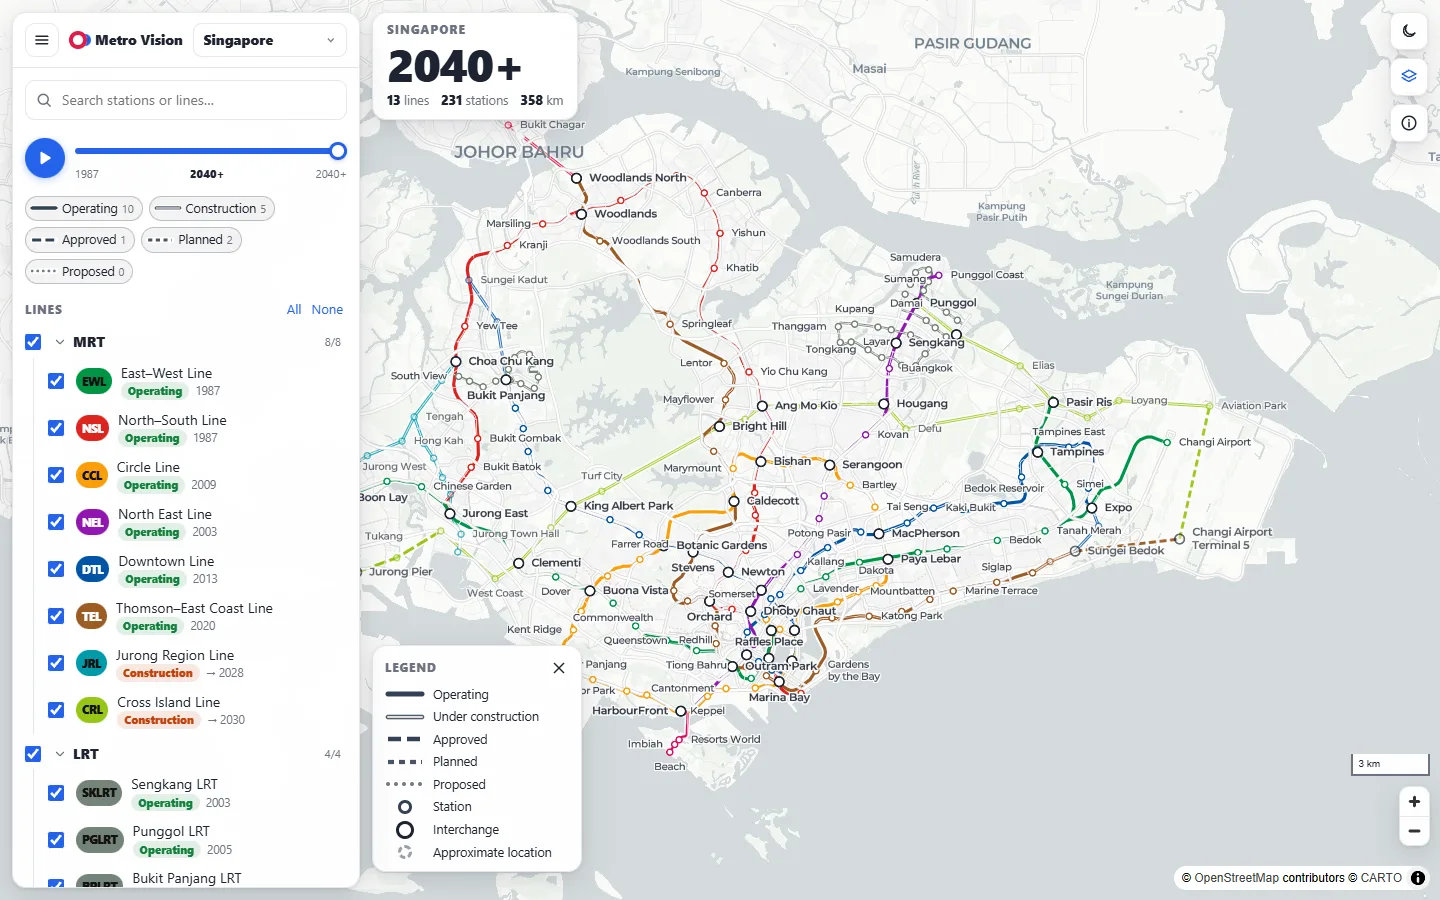 Metro Vision
Singapore
Search stations or lines...
1987
2040+
2040+
Operating 10
Construction 5
Approved 1
Planned 2
Proposed 0
LINES
All
None
MRT
8/8
EWL
East–West Line
Operating 1987
NSL
North–South Line
Operating 1987
CCL
Circle Line
Operating 2009
NEL
North East Line
Operating 2003
DTL
Downtown Line
Operating 2013
TEL
Thomson–East Coast Line
Operating 2020
JRL
Jurong Region Line
Construction → 2028
CRL
Cross Island Line
Construction → 2030
LRT
4/4
SKLRT
Sengkang LRT
Operating 2003
PGLRT
Punggol LRT
Operating 2005
BPLRT
Bukit Panjang LRT
SINGAPORE
2040+
13 lines 231 stations 358 km
PASIR GUDANG
Masai
Kampung Senibong
Bukit Chagar
JOHOR BAHRU
Woodlands North
Canberra
Woodlands
Kampung
Pasir Putih
Marsiling
Yishun
Kranji
Woodlands South
Samudera
Khatib
Sumang
Punggol Coast
Sungei Kadut
Kampung
Sungei Durian
Damai
Punggol
Kupang
Springleaf
Thanggam
Yew Tee
Layar
Sengkang
Tongkang
Choa Chu Kang
Lentor
Buangkok
Elias
South View
Yio Chu Kang
Bukit Panjang
Mayflower
Ang Mo Kio
Hougang
Pasir Ris
Loyang
Aviation Park
Tengah
Bright Hill
Defu
Hong Kah
Bukit Gombak
Kovan
Tampines East
Changi Airport
Jurong West
Bukit Batok
Marymount
Bishan
Serangoon
Tampines
Turf City
Chinese Garden
Bartley
Bedok Reservoir
Simei
Boon Lay
King Albert Park
Caldecott
Tai Seng
Kaki Bukit
Expo
Jurong East
Tukang
Jurong Town Hall
Potong Pasir
MacPherson
Tanah Merah
Changi Airport
Terminal 5
Farrer Road
Botanic Gardens
Bedok
Sungei Bedok
Jurong Pier
Clementi
Stevens
Newton
Kallang
Dakota
Paya Lebar
Siglap
West Coast
Dover
Buona Vista
Somerset
Lavender
Mountbatten
Marine Terrace
Commonwealth
Orchard
Dhoby Ghaut
Katong Park
Kent Ridge
Queenstown
Redhill
Raffles Place
Tiong Bahru
Outram Park
Gardens
by the Bay
Panjang
Cantonment
Marina Bay
HarbourFront
Keppel
Imbiah
Resorts World
Beach
LEGEND
Operating
Under construction
Approved
Planned
Proposed
Station
Interchange
Approximate location
3 km
© OpenStreetMap contributors © CARTO